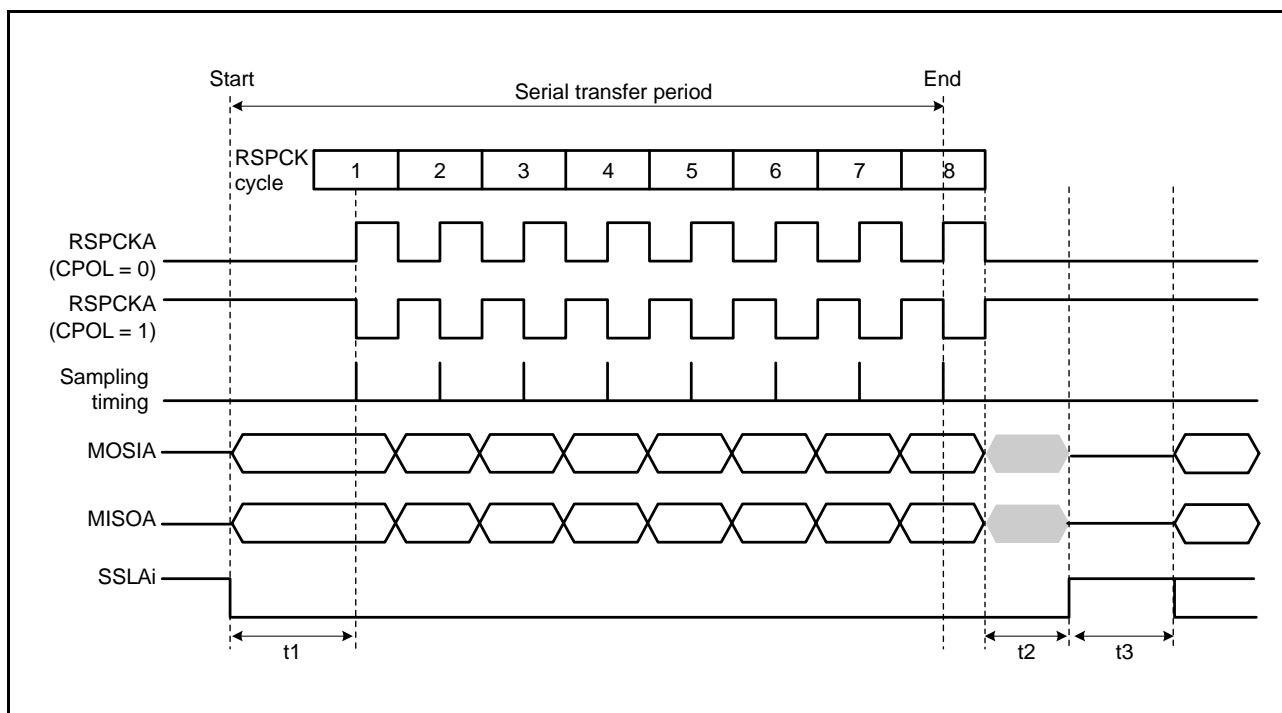 Start
End
Serial transfer period
RSPCK
cycle
1 2 3 4 5 6 7 8
RSPCKA
(CPOL = 0)
RSPCKA
(CPOL = 1)
Sampling
timing
MOSIA
MISOA
SSLAi
t1
t2
t3